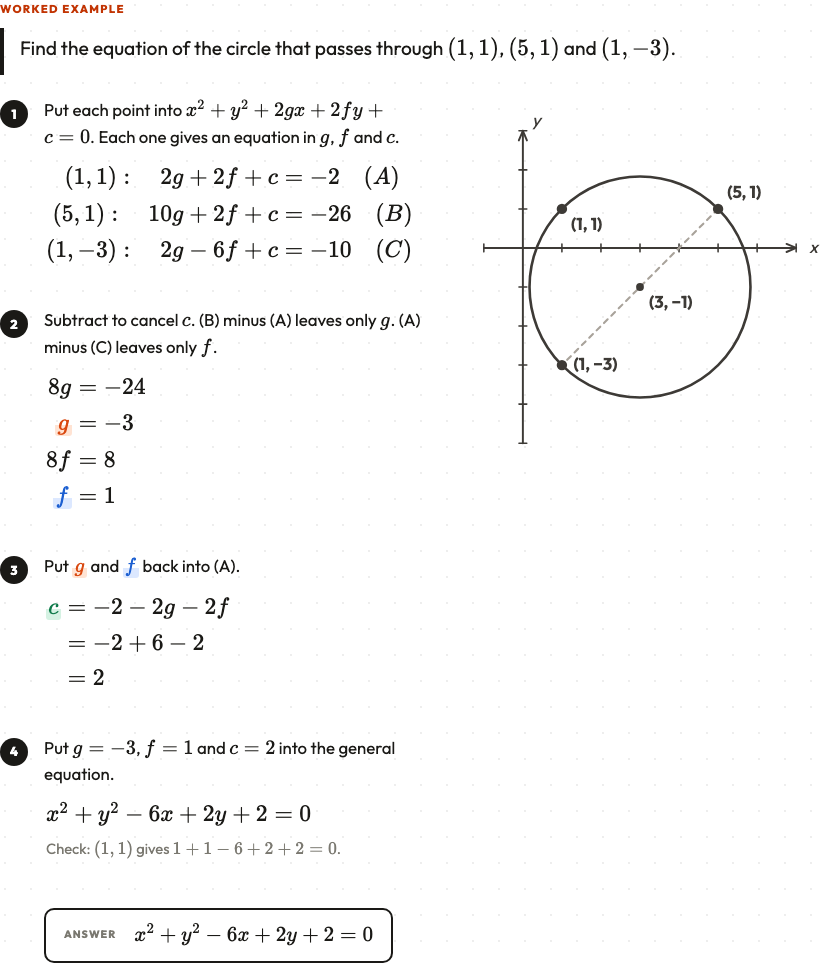 WORKED EXAMPLE
Find the equation of the circle that passes through (1, 1), (5, 1) and (1, −3).
1
Put each point into x² + y² + 2gx + 2fy +
c = 0. Each one gives an equation in g, f and c.
(1, 1) : 2g + 2f + c = −2 (A)
(5, 1) : 10g + 2f + c = −26 (B)
(1, −3) : 2g − 6f + c = −10 (C)
2
Subtract to cancel c. (B) minus (A) leaves only g. (A)
minus (C) leaves only f.
8g = −24
g = −3
8f = 8
f = 1
3
Put g and f back into (A).
c = −2 − 2g − 2f
= −2 + 6 − 2
= 2
4
Put g = −3, f = 1 and c = 2 into the general
equation.
x² + y² − 6x + 2y + 2 = 0
Check: (1, 1) gives 1 + 1 − 6 + 2 + 2 = 0.
ANSWER x² + y² − 6x + 2y + 2 = 0
y
(5, 1)
(1, 1)
x
(3, −1)
(1, −3)